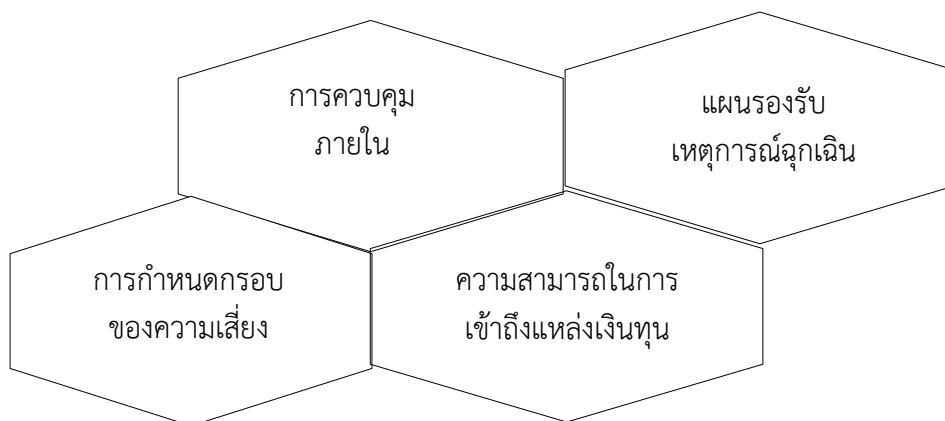 การควบคุม
ภายใน
แผนรองรับ
เหตุการณ์ฉุกเฉิน
การกำหนดกรอบ
ของความเสี่ยง
ความสามารถในการ
เข้าถึงแหล่งเงินทุน